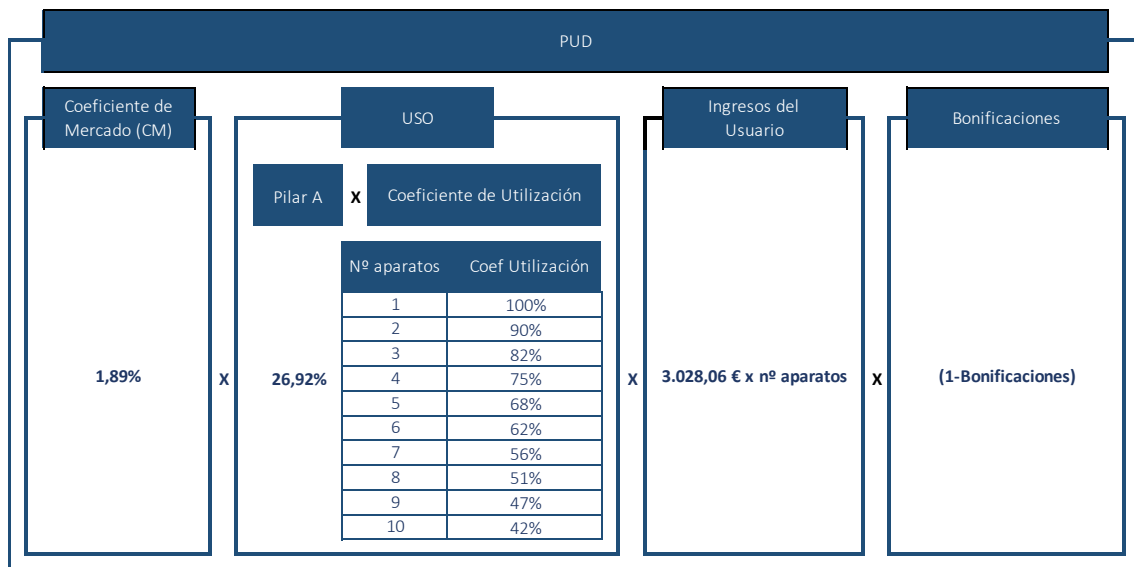 PUD
Coeficiente de
Mercado (CM)
USO
Ingresos del
Usuario
Bonificaciones
Pilar A
X
Coeficiente de Utilización
Nº aparatos Coef Utilización
1 100%
2 90%
3 82%
4 75%
5 68%
6 62%
7 56%
8 51%
9 47%
10 42%
1,89%
X
26,92%
X
3.028,06 € x nº aparatos
X
(1-Bonificaciones)